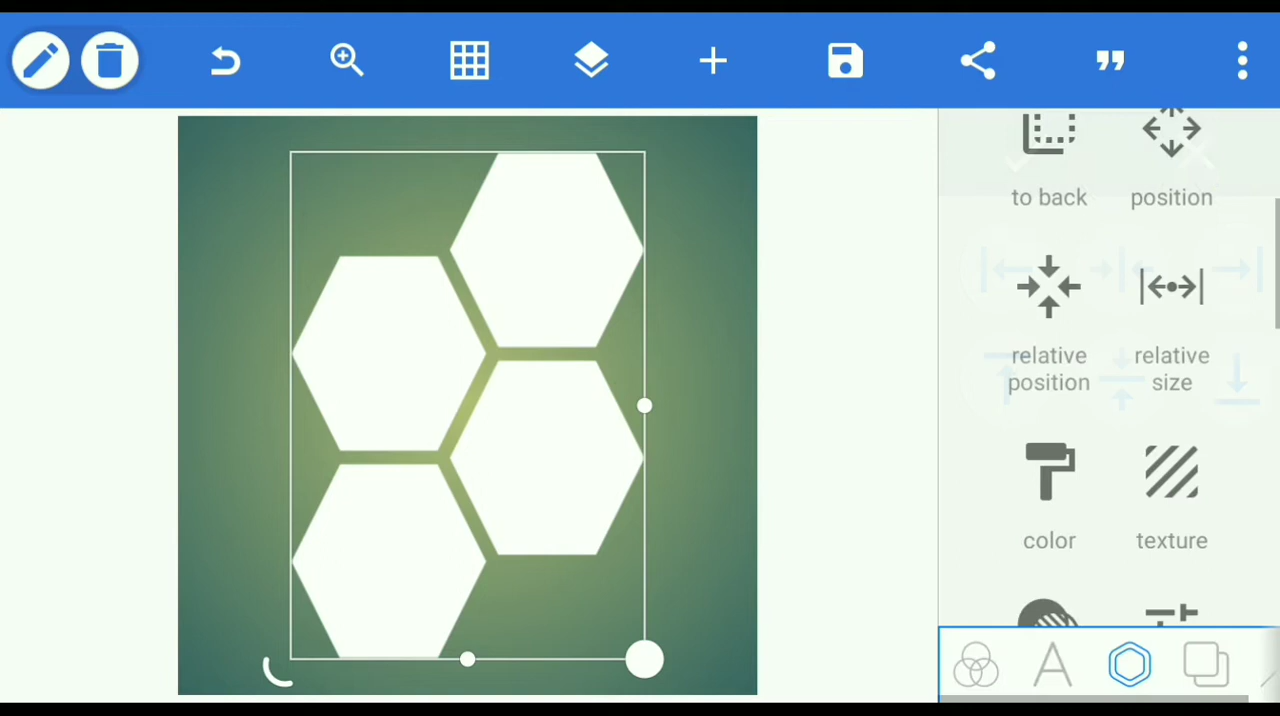 to back
position
relative
position
relative
size
color
texture